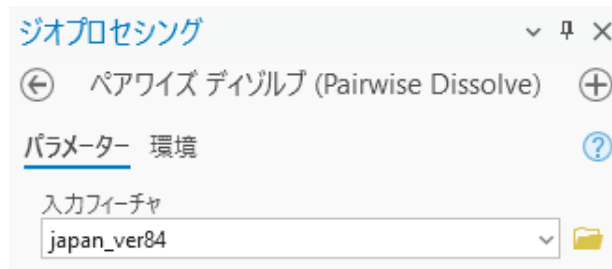 ジオプロセシング
ペアワイズ ディゾルブ (Pairwise Dissolve)
パラメーター 環境
入力フィーチャ
japan_ver84